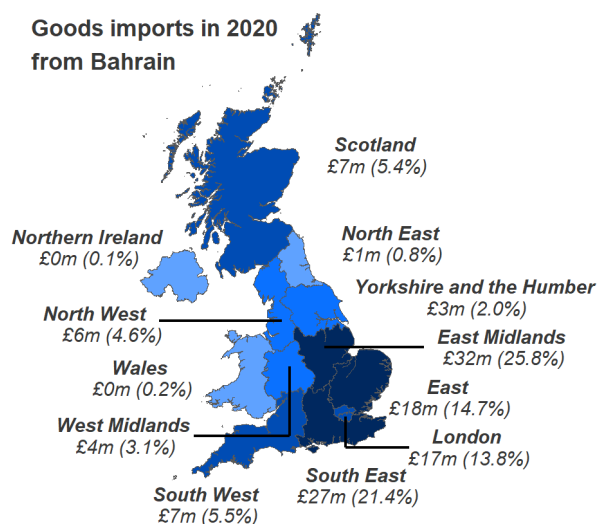 Goods imports in 2020
from Bahrain
Scotland
£7m (5.4%)
Northern Ireland
£0m (0.1%)
North East
£1m (0.8%)
Yorkshire and the Humber
£3m (2.0%)
North West
£6m (4.6%)
East Midlands
£32m (25.8%)
Wales
£0m (0.2%)
East
£18m (14.7%)
West Midlands
£4m (3.1%)
London
£17m (13.8%)
South East
£27m (21.4%)
South West
£7m (5.5%)